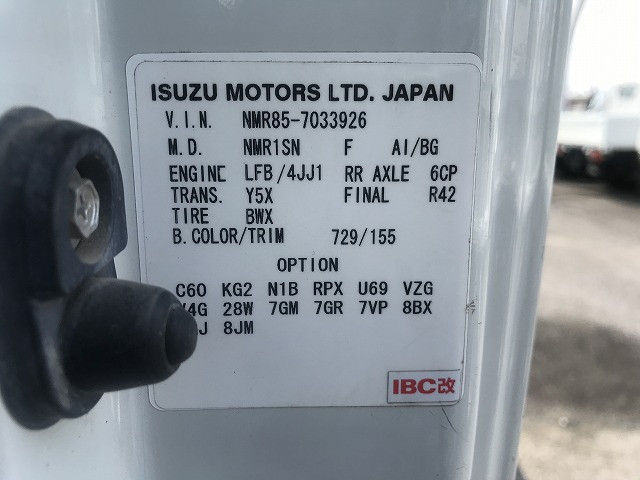 ISUZU MOTORS LTD. JAPAN
V.I.N. NMR85-7033926
M.D. NMR1SN F AI/BG
ENGINE LFB/4JJ1 RR AXLE 6CP
TRANS. Y5X FINAL R42
TIRE BWX
B.COLOR/TRIM 729/155
OPTION
C60 KG2 N1B RPX U69 VZG
28W 7GM 7GR 7VP 8BX
8JM
IBC改